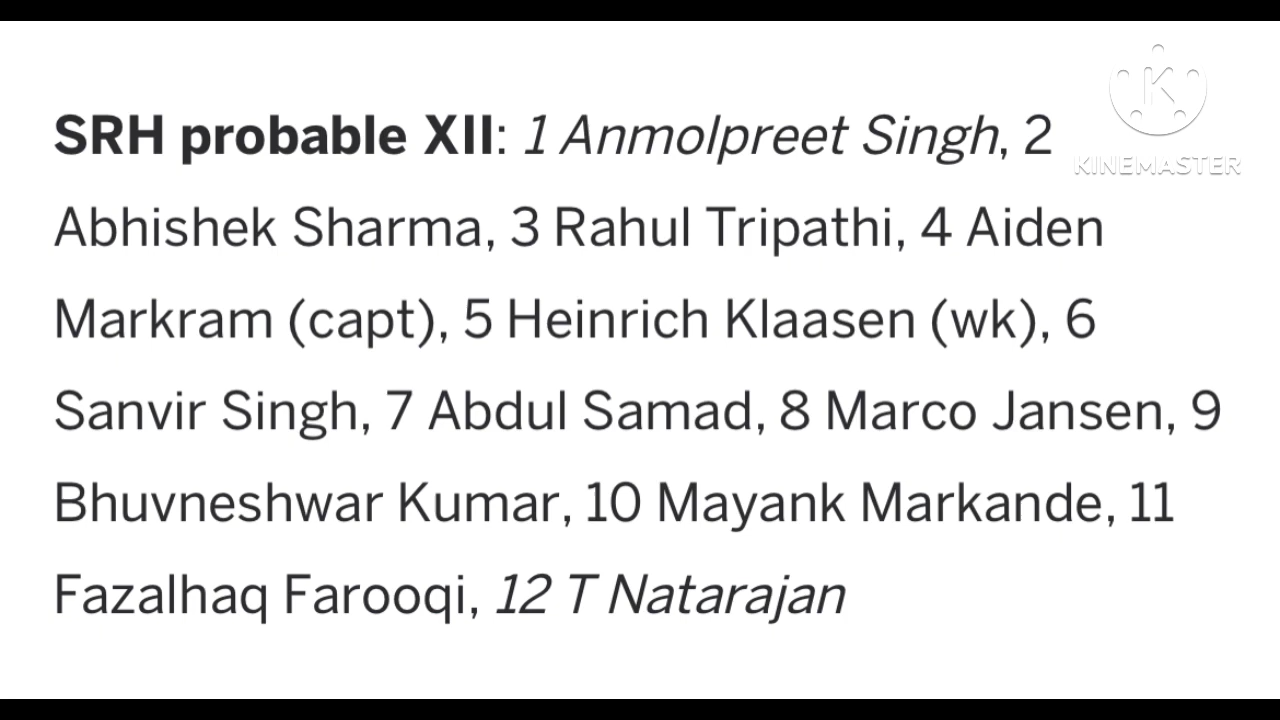 SRH probable XII: 1 Anmolpreet Singh, 2
KINEMASTER
Abhishek Sharma, 3 Rahul Tripathi, 4 Aiden
Markram (capt), 5 Heinrich Klaasen (wk), 6
Sanvir Singh, 7 Abdul Samad, 8 Marco Jansen, 9
Bhuvneshwar Kumar, 10 Mayank Markande, 11
Fazalhaq Farooqi, 12 T Natarajan